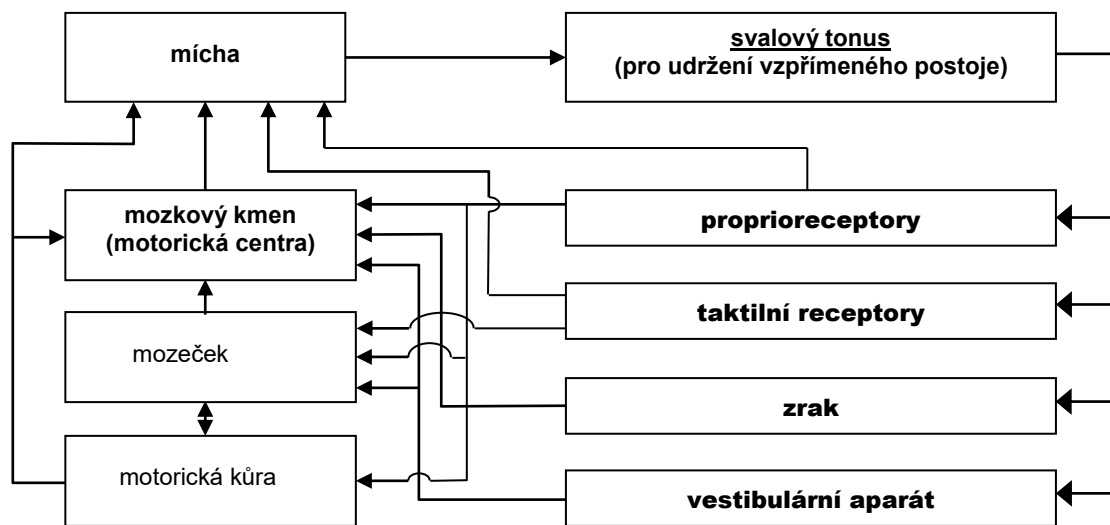 mícha
svalový tonus
(pro udržení vzpřímeného postoje)
mozkový kmen
(motorická centra)
proprioreceptory
taktilní receptory
mozeček
zrak
motorická kůra
vestibulární aparát